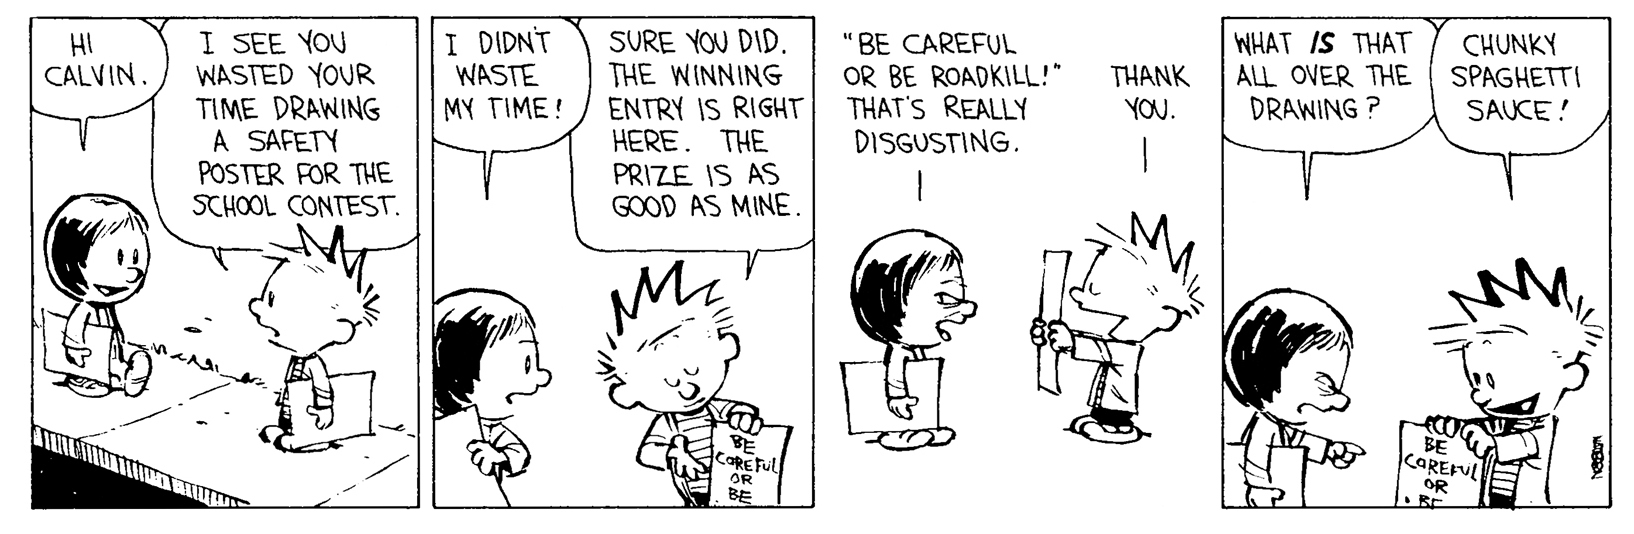 HI
CALVIN.
I SEE YOU
WASTED YOUR
TIME DRAWING
A SAFETY
POSTER FOR THE
SCHOOL CONTEST.
I DIDN'T
WASTE
MY TIME!
SURE YOU DID.
THE WINNING
ENTRY IS RIGHT
HERE. THE
PRIZE IS AS
GOOD AS MINE.
BE
CAREFUL
OR
BE
"BE CAREFUL
OR BE ROADKILL!"
THAT'S REALLY
DISGUSTING.
THANK
YOU.
WHAT IS THAT
ALL OVER THE
DRAWING?
CHUNKY
SPAGHETTI
SAUCE!
BE
CAREFUL
OR
BE